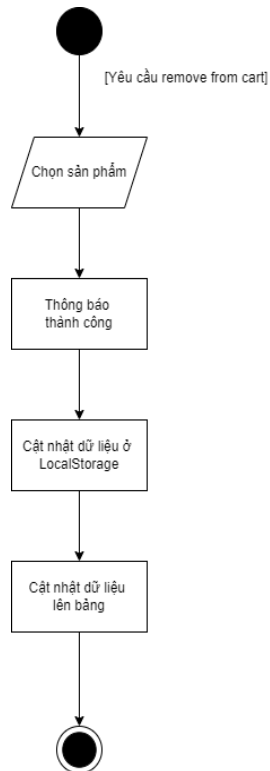 [Yêu cầu remove from cart]
Chọn sản phẩm
Thông báo
thành công
Cật nhật dữ liệu ở
LocalStorage
Cật nhật dữ liệu
lên bảng